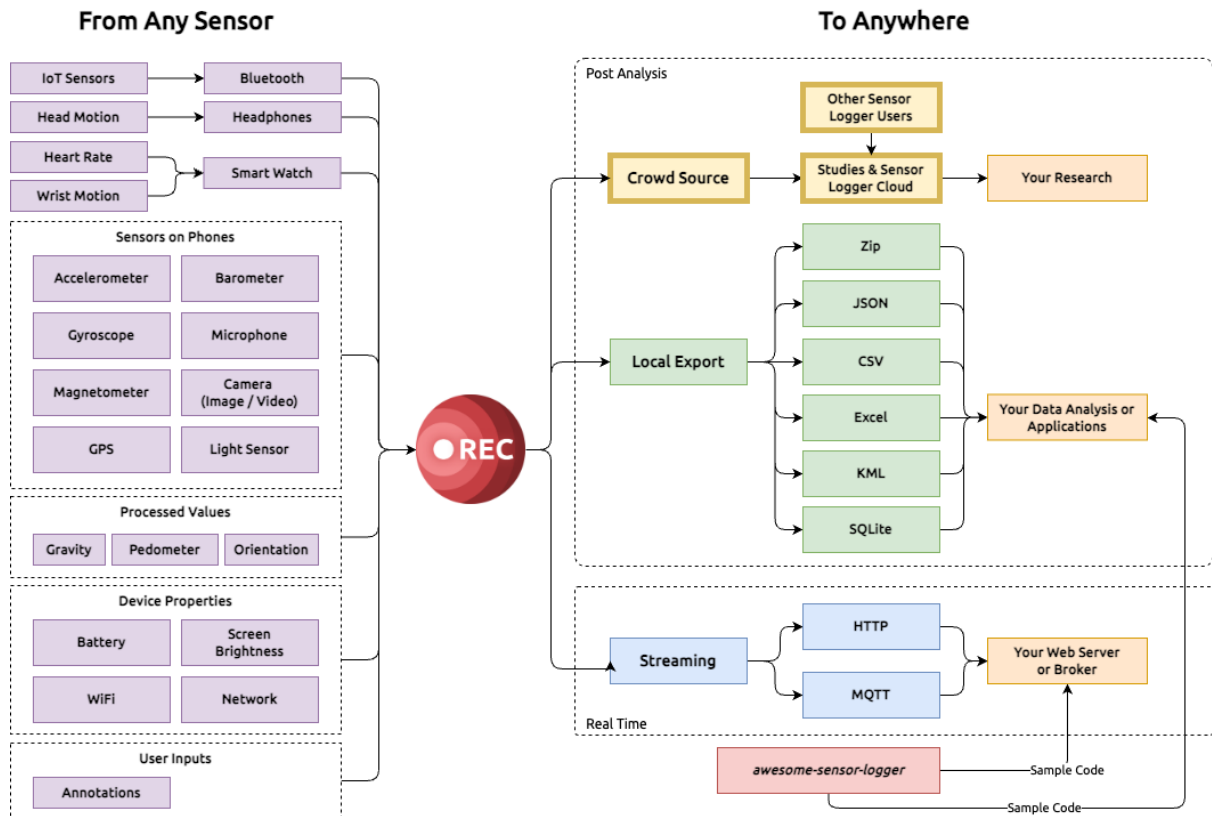 From Any Sensor
To Anywhere
IoT Sensors
Bluetooth
Head Motion
Headphones
Heart Rate
Wrist Motion
Smart Watch
Sensors on Phones
Accelerometer
Barometer
Gyroscope
Microphone
Magnetometer
Camera
(Image / Video)
GPS
Light Sensor
Processed Values
Gravity
Pedometer
Orientation
Device Properties
Battery
Screen
Brightness
WiFi
Network
User Inputs
Annotations
REC
Post Analysis
Other Sensor
Logger Users
Crowd Source
Studies & Sensor
Logger Cloud
Your Research
Local Export
Zip
JSON
CSV
Excel
KML
SQLite
Your Data Analysis or
Applications
Streaming
HTTP
MQTT
Your Web Server
or Broker
Real Time
awesome-sensor-logger
Sample Code
Sample Code